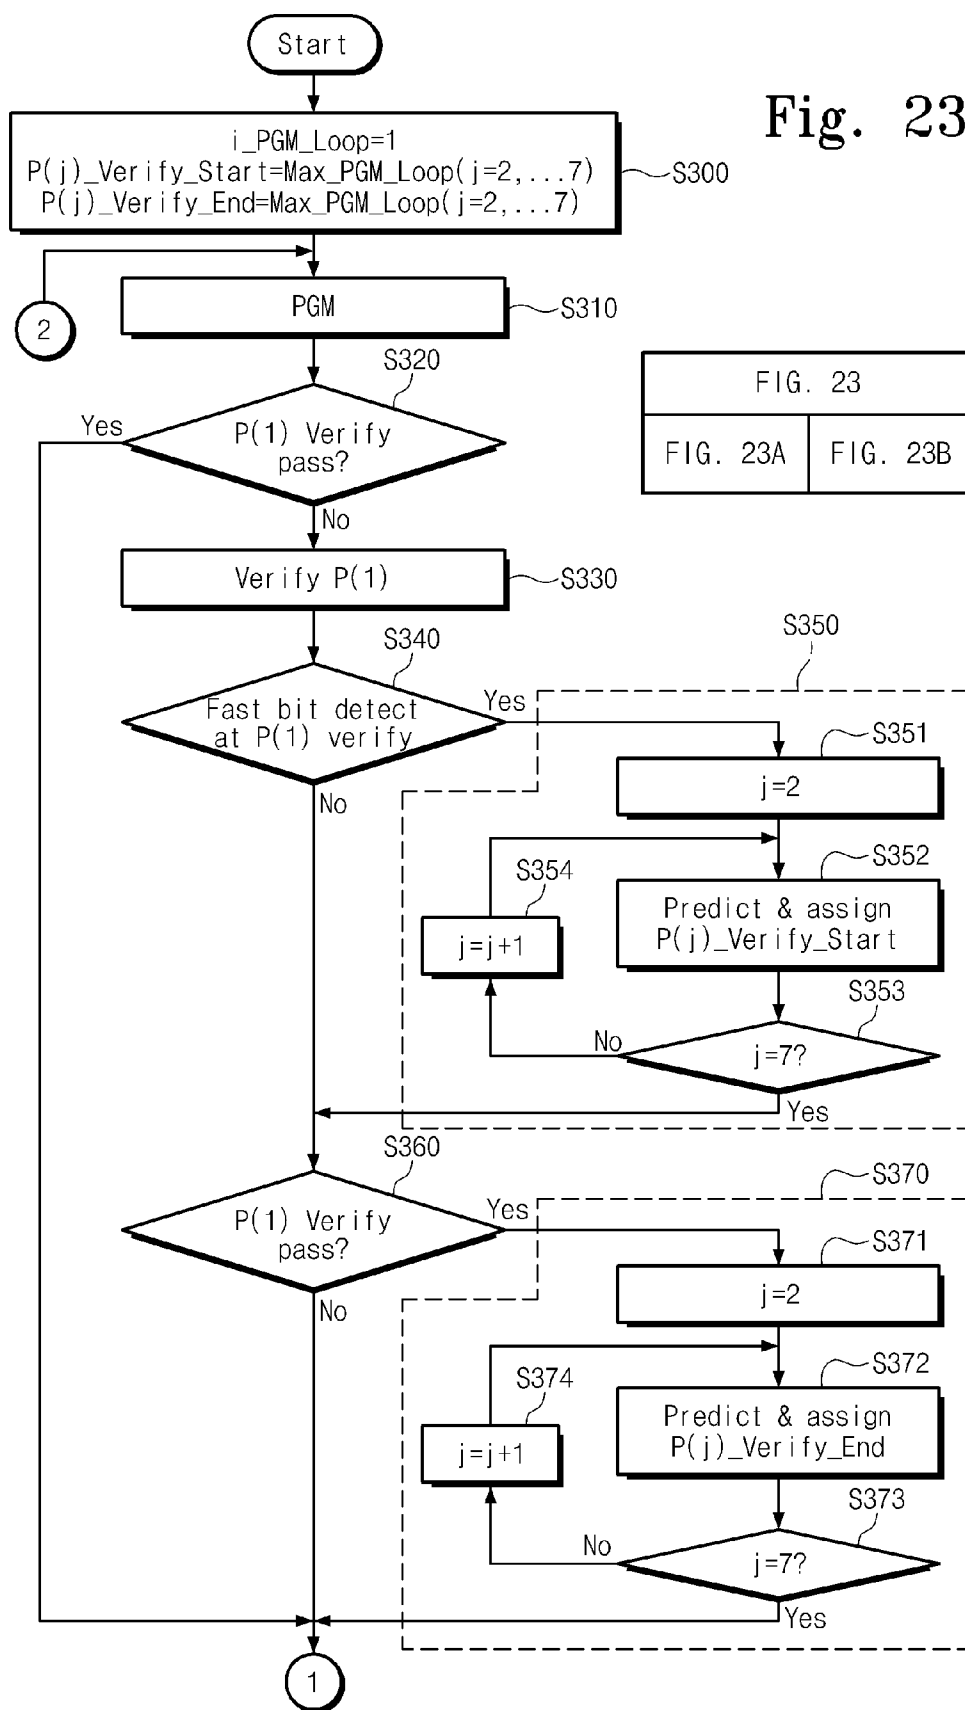 Start
Fig. 23
i_PGM_Loop=1
P(j)_Verify_Start=Max_PGM_Loop(j=2,...7)
P(j)_Verify_End=Max_PGM_Loop(j=2,...7)
S300
2
PGM
S310
S320
FIG. 23
FIG. 23A
FIG. 23B
Yes
P(1) Verify
pass?
No
Verify P(1)
S330
S350
S340
Fast bit detect
at P(1) verify
Yes
No
S351
j=2
S352
S354
Predict & assign
P(j)_Verify_Start
j=j+1
S353
j=7?
No
Yes
S360
S370
P(1) Verify
pass?
Yes
No
S371
j=2
S372
S374
Predict & assign
P(j)_Verify_End
j=j+1
S373
j=7?
No
Yes
1